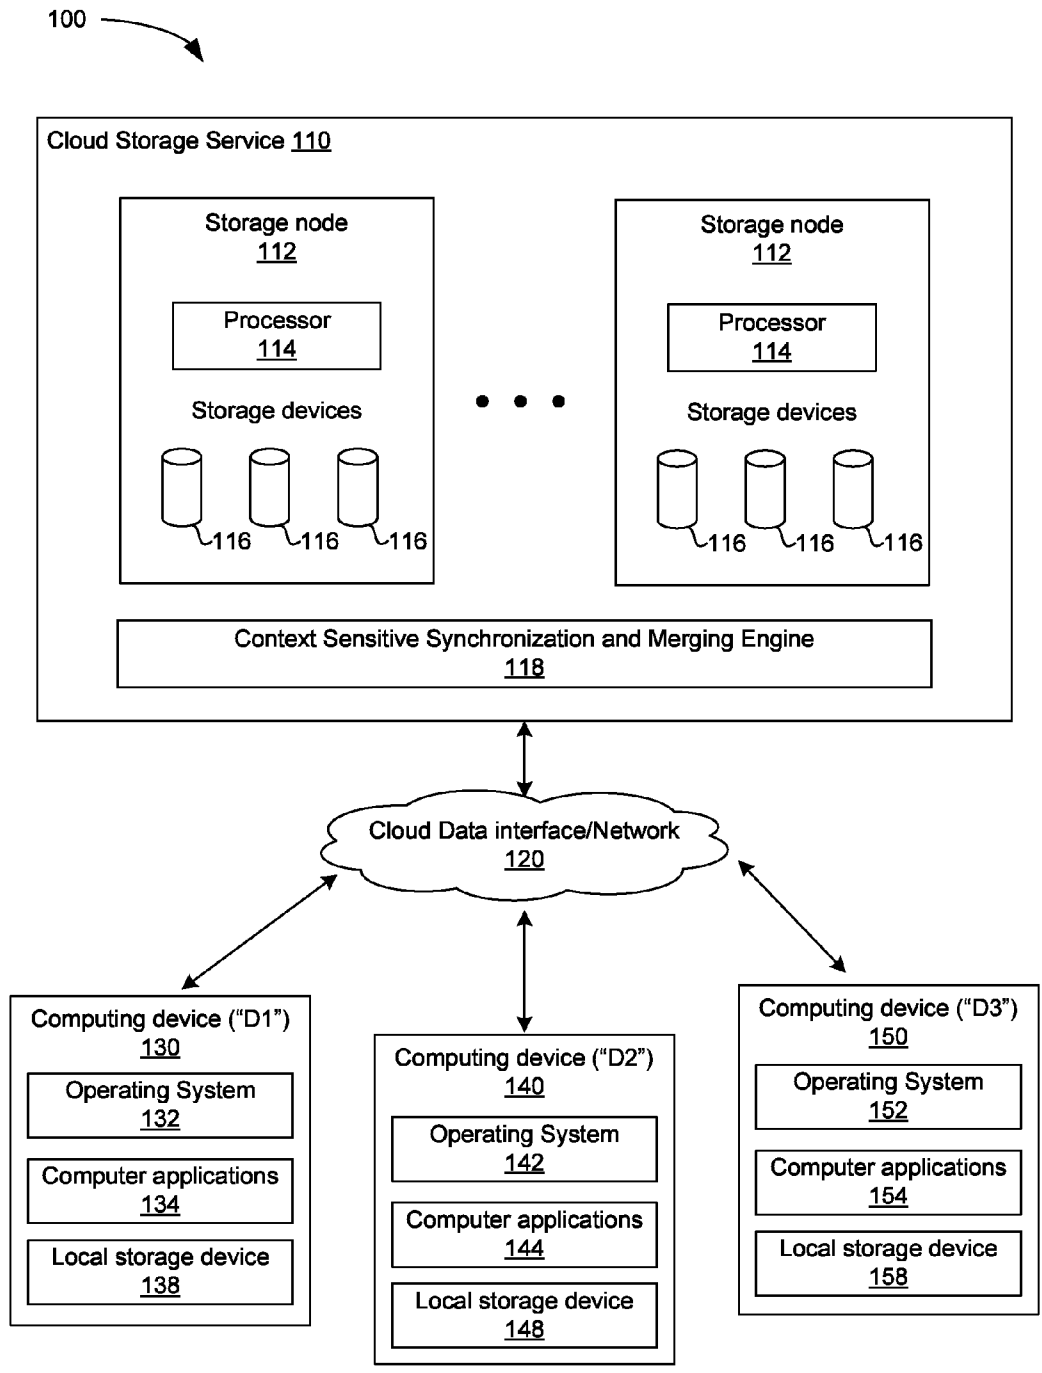 100
Cloud Storage Service 110
Storage node
112
Processor
114
Storage devices
116 116 116
Storage node
112
Processor
114
Storage devices
116 116 116
Context Sensitive Synchronization and Merging Engine
118
Cloud Data interface/Network
120
Computing device (“D1”)
130
Operating System
132
Computer applications
134
Local storage device
138
Computing device (“D2”)
140
Operating System
142
Computer applications
144
Local storage device
148
Computing device (“D3”)
150
Operating System
152
Computer applications
154
Local storage device
158